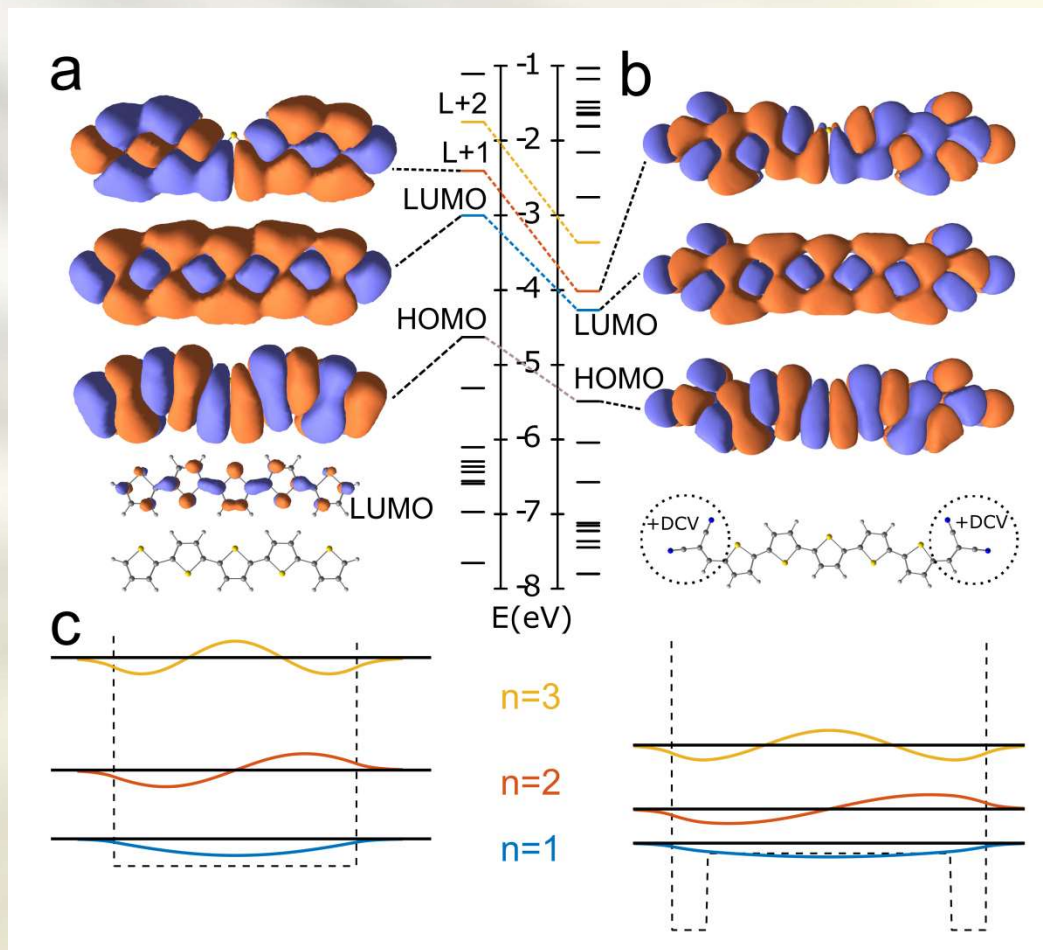 a
b
-1
L+2
-2
L+1
LUMO
-3
-4
LUMO
HOMO
-5
HOMO
-6
LUMO
-7
+DCV
+DCV
-8
E(eV)
c
n=3
n=2
n=1